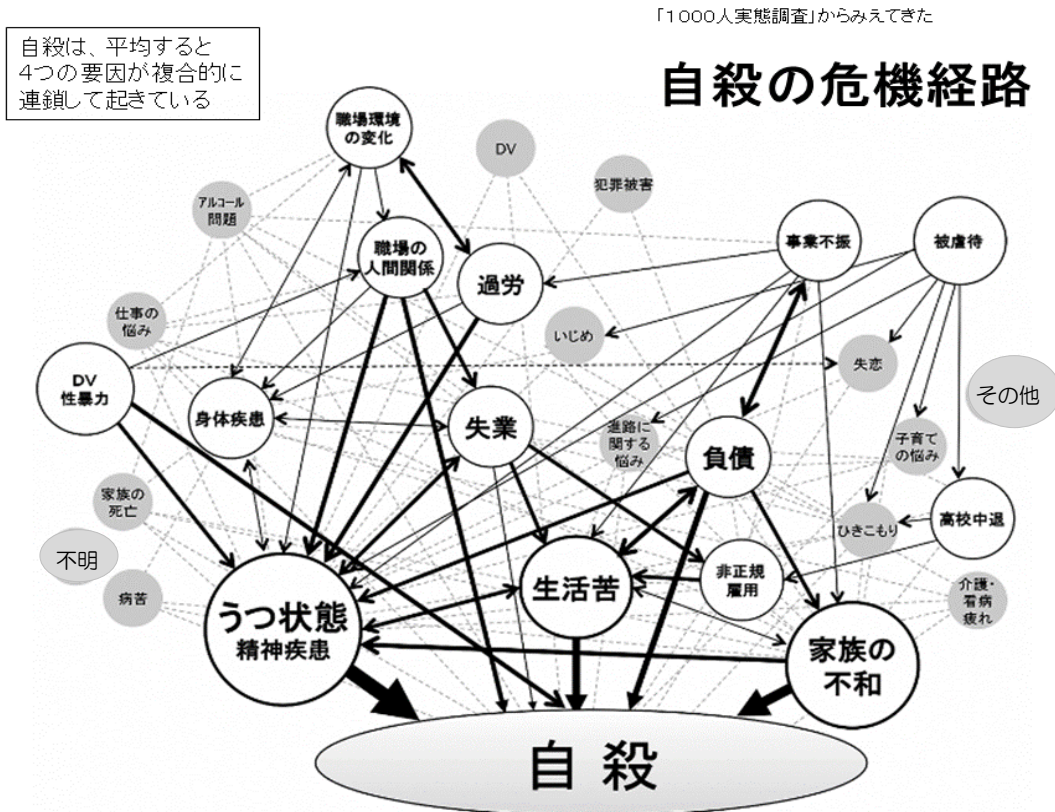 「1000人実態調査」からみえてきた
自殺の危機経路
自殺は、平均すると
4つの要因が複合的に
連鎖して起きている
職場環境
の変化
DV
犯罪被害
アルコール
問題
職場の
人間関係
過労
事業不振
被虐待
仕事の
悩み
いじめ
失恋
DV
性暴力
身体疾患
失業
進路に
関する
悩み
負債
子育て
の悩み
その他
家族の
死亡
ひきこもり
高校中退
不明
病苦
うつ状態
精神疾患
生活苦
非正規
雇用
介護・
看病
疲れ
家族の
不和
自殺